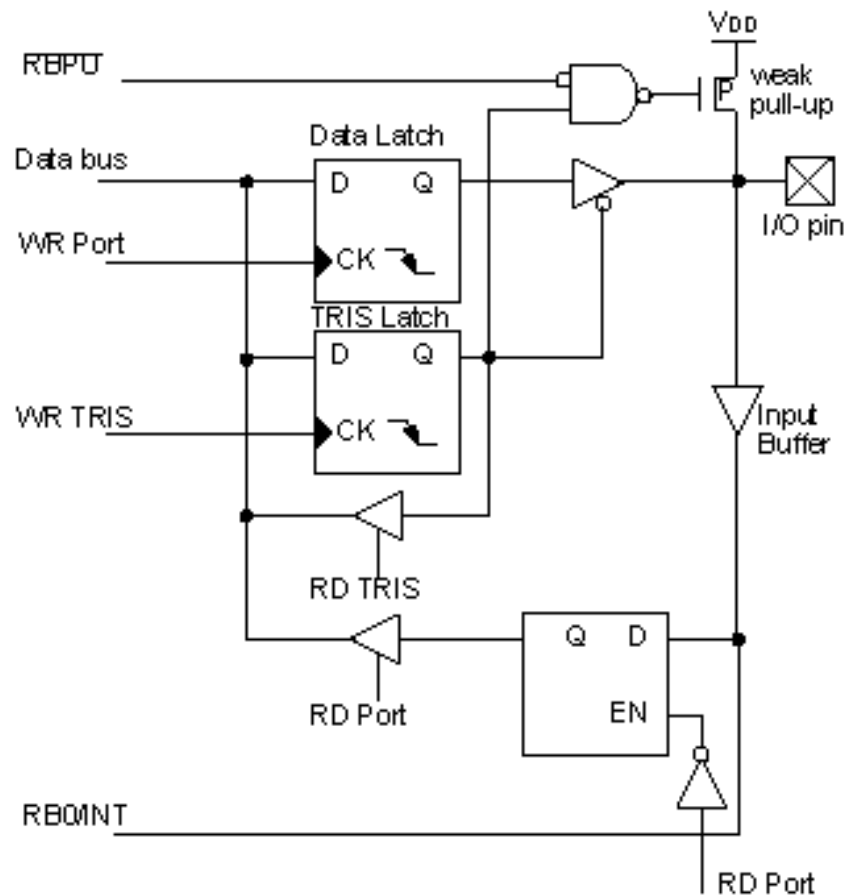 VDD
RBPU
weak
P
pull-up
Data Latch
Data bus
D Q
I/O pin
WR Port
CK
TRIS Latch
D Q
WR TRIS
CK
Input
Buffer
RD TRIS
Q D
RD Port
EN
RB0/INT
RD Port